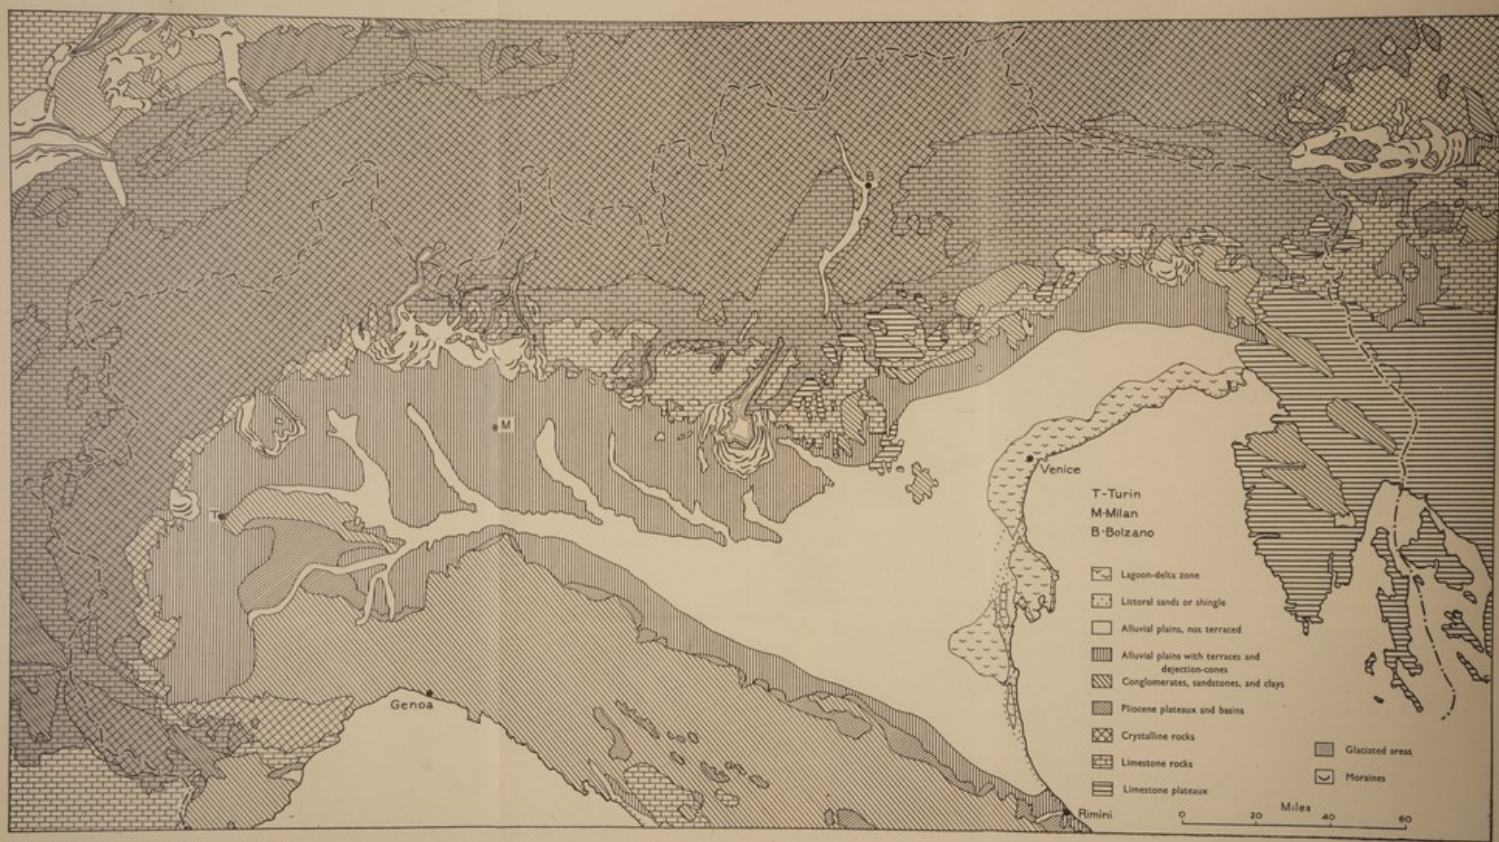 B
M
T
Venice
T-Turin
M-Milan
B-Bolzano
Lagoon-delta zone
Littoral sands or shingle
Alluvial plains, not terraced
Alluvial plains with terraces and
dejection-cones
Conglomerates, sandstones, and clays
Pliocene plateaux and basins
Crystalline rocks
Limestone rocks
Limestone plateaux
Glaciated areas
Moraines
Genoa
Rimini
Miles
0 20 40 60